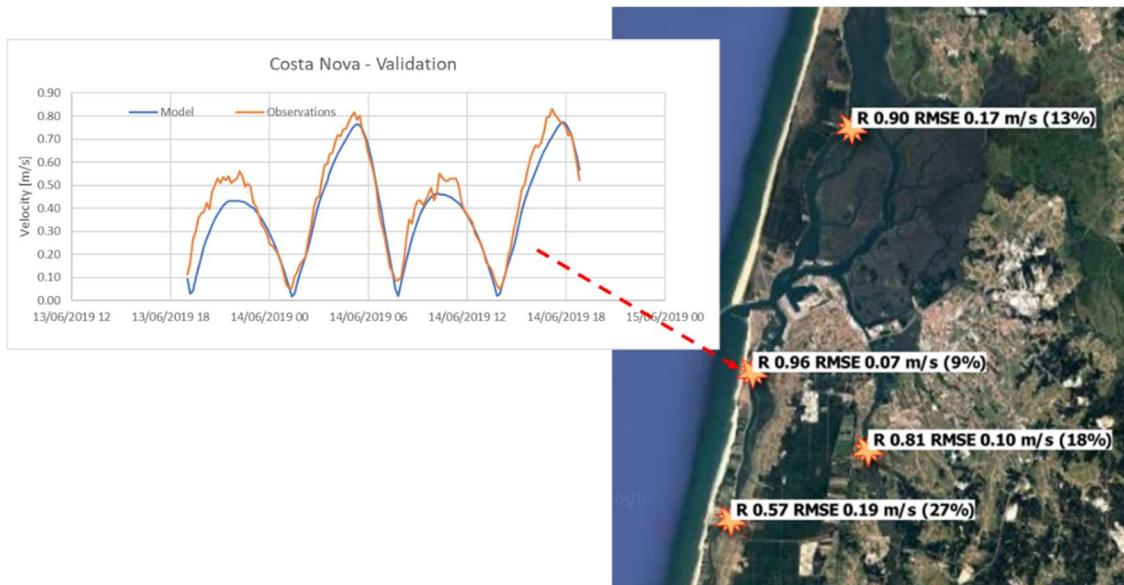 Costa Nova - Validation
0.90
Model
Observations
0.80
0.70
0.60
0.50
0.40
0.30
0.20
0.10
0.00
Velocity [m/s]
13/06/2019 12
13/06/2019 18
14/06/2019 00
14/06/2019 06
14/06/2019 12
14/06/2019 18
15/06/2019 00
R 0.90 RMSE 0.17 m/s (13%)
R 0.96 RMSE 0.07 m/s (9%)
R 0.81 RMSE 0.10 m/s (18%)
R 0.57 RMSE 0.19 m/s (27%)